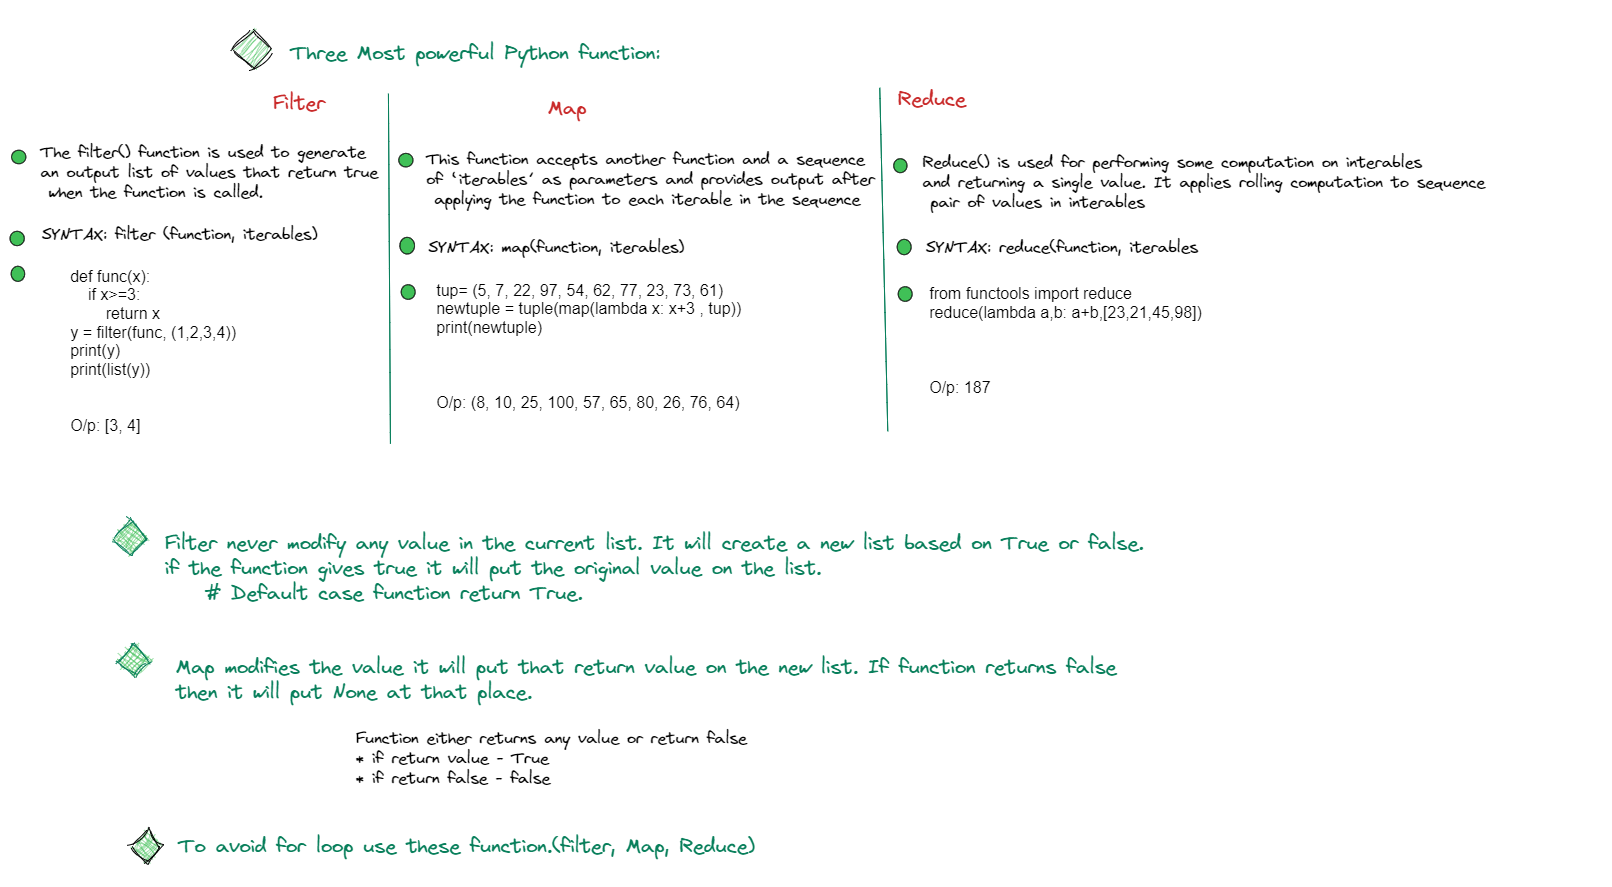 Three Most powerful Python function:
Filter
The filter() function is used to generate
an output list of values that return true
when the function is called.
SYNTAX: filter (function, iterables)
def func(x):
if x>=3:
return x
y = filter(func, (1,2,3,4))
print(y)
print(list(y))
O/p: [3, 4]
Map
This function accepts another function and a sequence
of 'iterables' as parameters and provides output after
applying the function to each iterable in the sequence
SYNTAX: map(function, iterables)
tup= (5, 7, 22, 97, 54, 62, 77, 23, 73, 61)
newtuple = tuple(map(lambda x: x+3 , tup))
print(newtuple)
O/p: (8, 10, 25, 100, 57, 65, 80, 26, 76, 64)
Reduce
Reduce() is used for performing some computation on interables
and returning a single value. It applies rolling computation to sequence
pair of values in interables
SYNTAX: reduce(function, iterables
from functools import reduce
reduce(lambda a,b: a+b,[23,21,45,98])
O/p: 187
Filter never modify any value in the current list. It will create a new list based on True or false.
if the function gives true it will put the original value on the list.
# Default case function return True.
Map modifies the value it will put that return value on the new list. If function returns false
then it will put None at that place.
Function either returns any value or return false
* if return value - True
* if return false - false
To avoid for loop use these function.(filter, Map, Reduce)